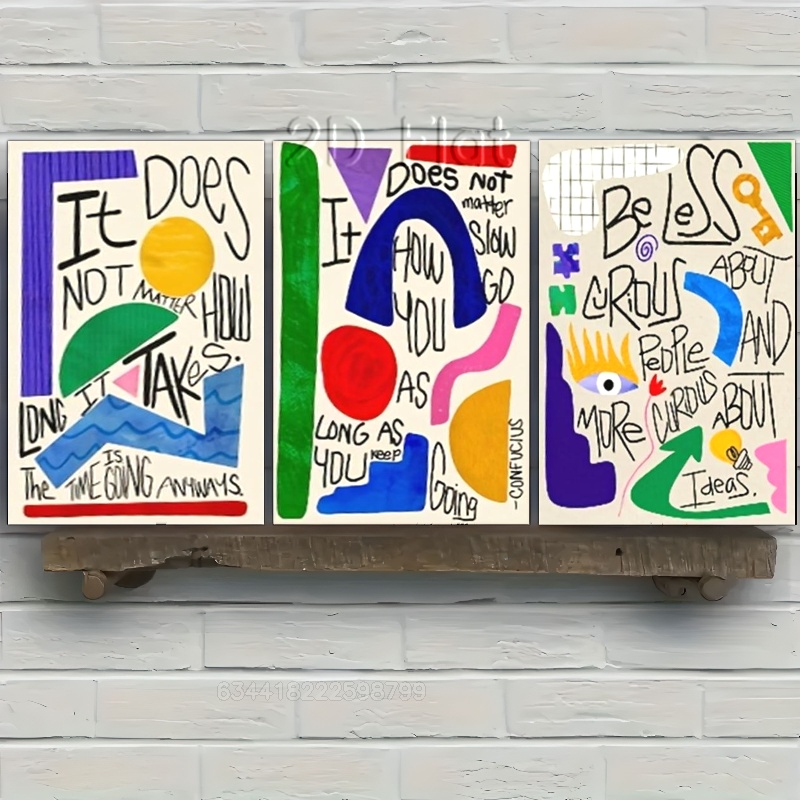 2D Flat
It DOES
NOT MATTER HOW
LONG IT TAKES.
The TIME IS GOING ANYWAYS.
It DOES NOT
matter
HOW SLOW
YOU GO
AS
LONG AS
YOU keep
Going
-CONFUCIUS
Be LESS
CURIOUS ABOUT
PEOPLE AND
MORE CURIOUS ABOUT
Ideas.
634418222598799